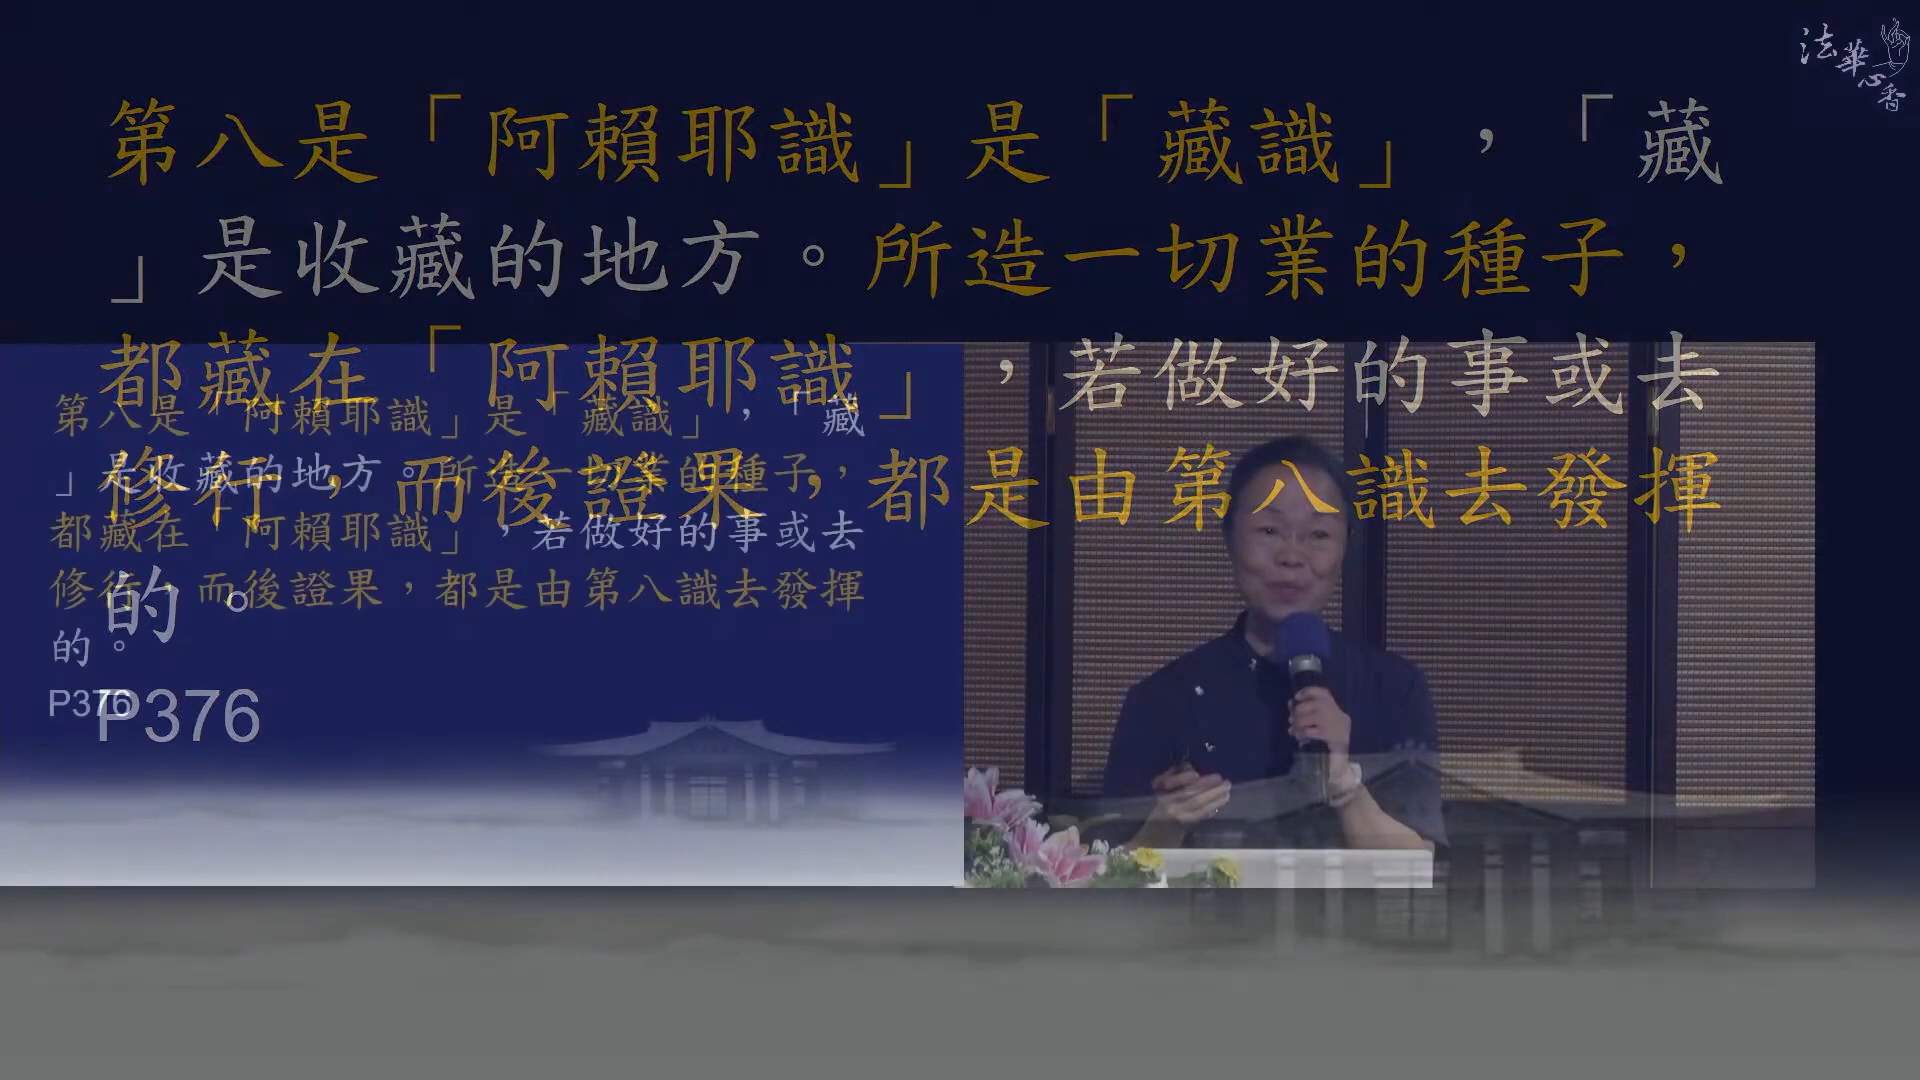 法華心香
第八是「阿賴耶識」是「藏識」，「藏
」是收藏的地方。所造一切業的種子，
都藏在「阿賴耶識」，若做好的事或去
修行，而後證果，都是由第八識去發揮
的。
P376
第八是「阿賴耶識」是「藏識」，「藏
」是收藏的地方。所造一切業的種子，
都藏在「阿賴耶識」，若做好的事或去
修行，而後證果，都是由第八識去發揮
的。
P376